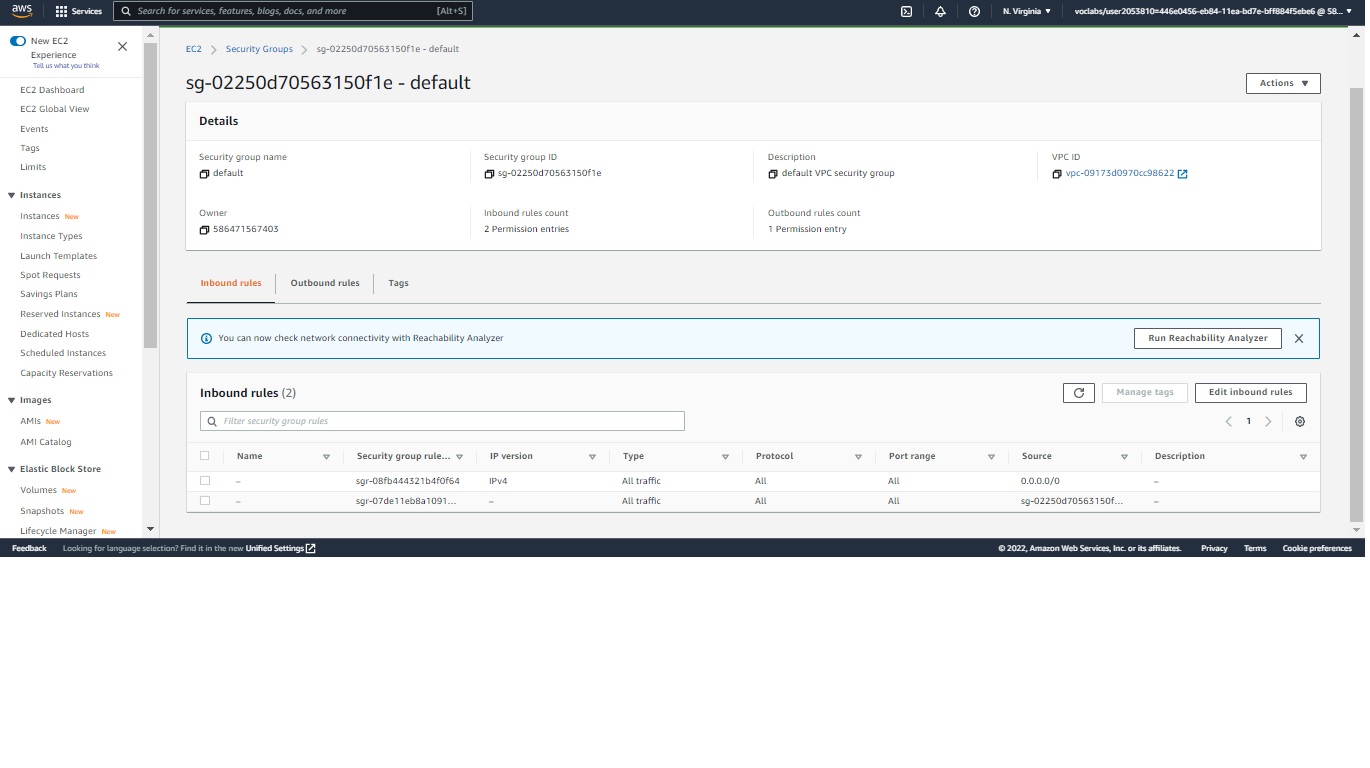 aws
Services
Search for services, features, blogs, docs, and more
[Alt+S]
N. Virginia
voclabs/user2053810=446e0456-eb84-11ea-bd7e-bff884f5ebe6 @ 58...
New EC2
Experience
Tell us what you think
EC2 Dashboard
EC2 Global View
Events
Tags
Limits
Instances
Instances New
Instance Types
Launch Templates
Spot Requests
Savings Plans
Reserved Instances New
Dedicated Hosts
Scheduled Instances
Capacity Reservations
Images
AMIs New
AMI Catalog
Elastic Block Store
Volumes New
Snapshots New
Lifecycle Manager New
EC2 Security Groups sg-02250d70563150f1e - default
sg-02250d70563150f1e - default
Actions
Details
Security group name
default
Security group ID
sg-02250d70563150f1e
Description
default VPC security group
VPC ID
vpc-09173d0970cc98622
Owner
586471567403
Inbound rules count
2 Permission entries
Outbound rules count
1 Permission entry
Inbound rules Outbound rules Tags
You can now check network connectivity with Reachability Analyzer
Run Reachability Analyzer
Inbound rules (2)
Manage tags
Edit inbound rules
Filter security group rules
1
Name Security group rule... IP version Type Protocol Port range Source Description
– sgr-08fb444321b4f0f64 IPv4 All traffic All All 0.0.0.0/0 –
– sgr-07de11eb8a1091... – All traffic All All sg-02250d70563150f... –
Feedback Looking for language selection? Find it in the new Unified Settings
© 2022, Amazon Web Services, Inc. or its affiliates. Privacy Terms Cookie preferences